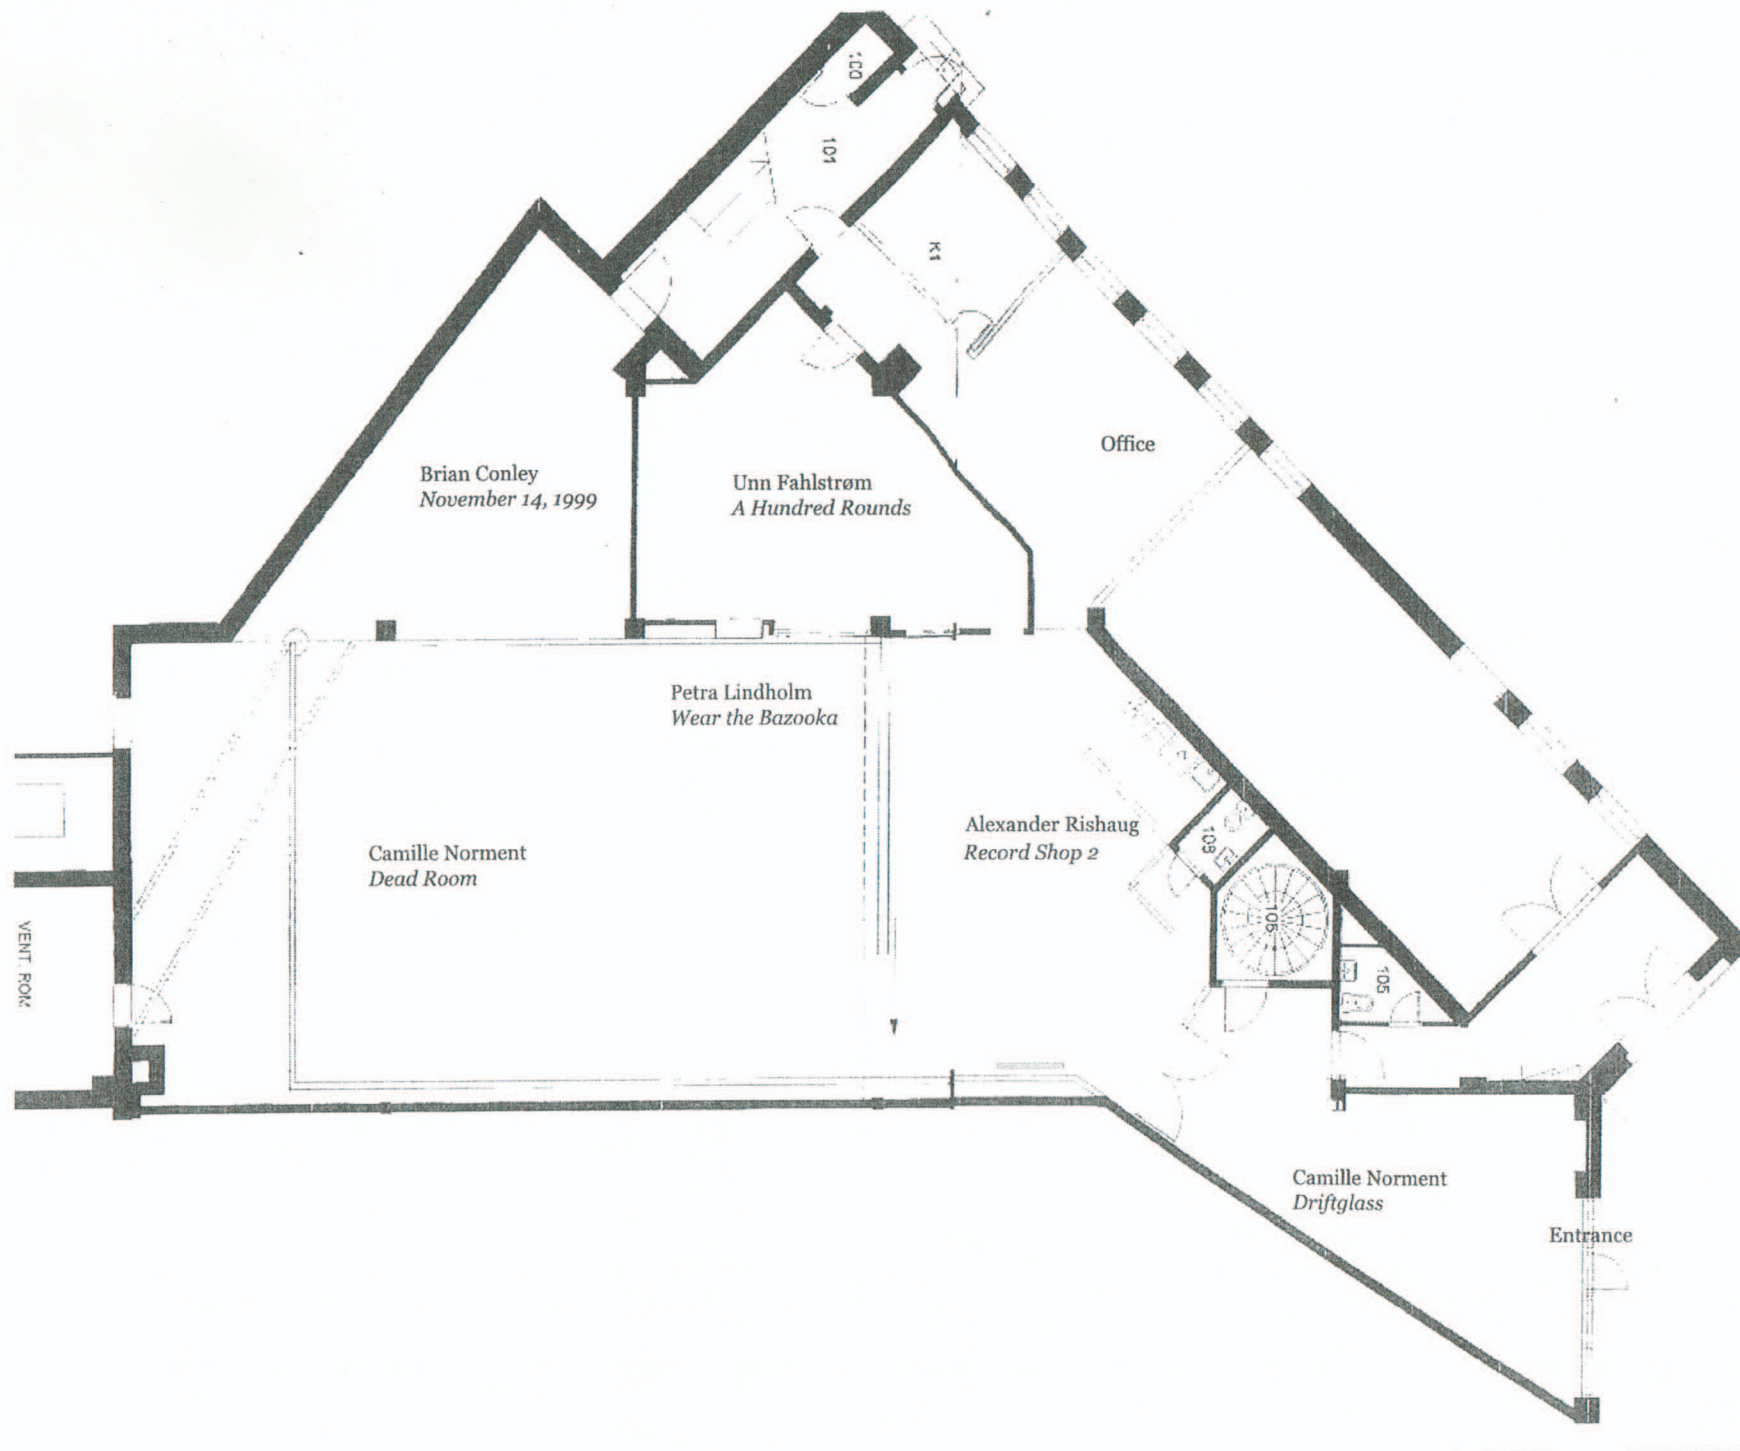 100
101
K1
Office
Brian Conley
November 14, 1999
Unn Fahlstrøm
A Hundred Rounds
Petra Lindholm
Wear the Bazooka
Alexander Rishaug
Record Shop 2
Camille Norment
Dead Room
109
106
105
VENT. ROM
Camille Norment
Driftglass
Entrance